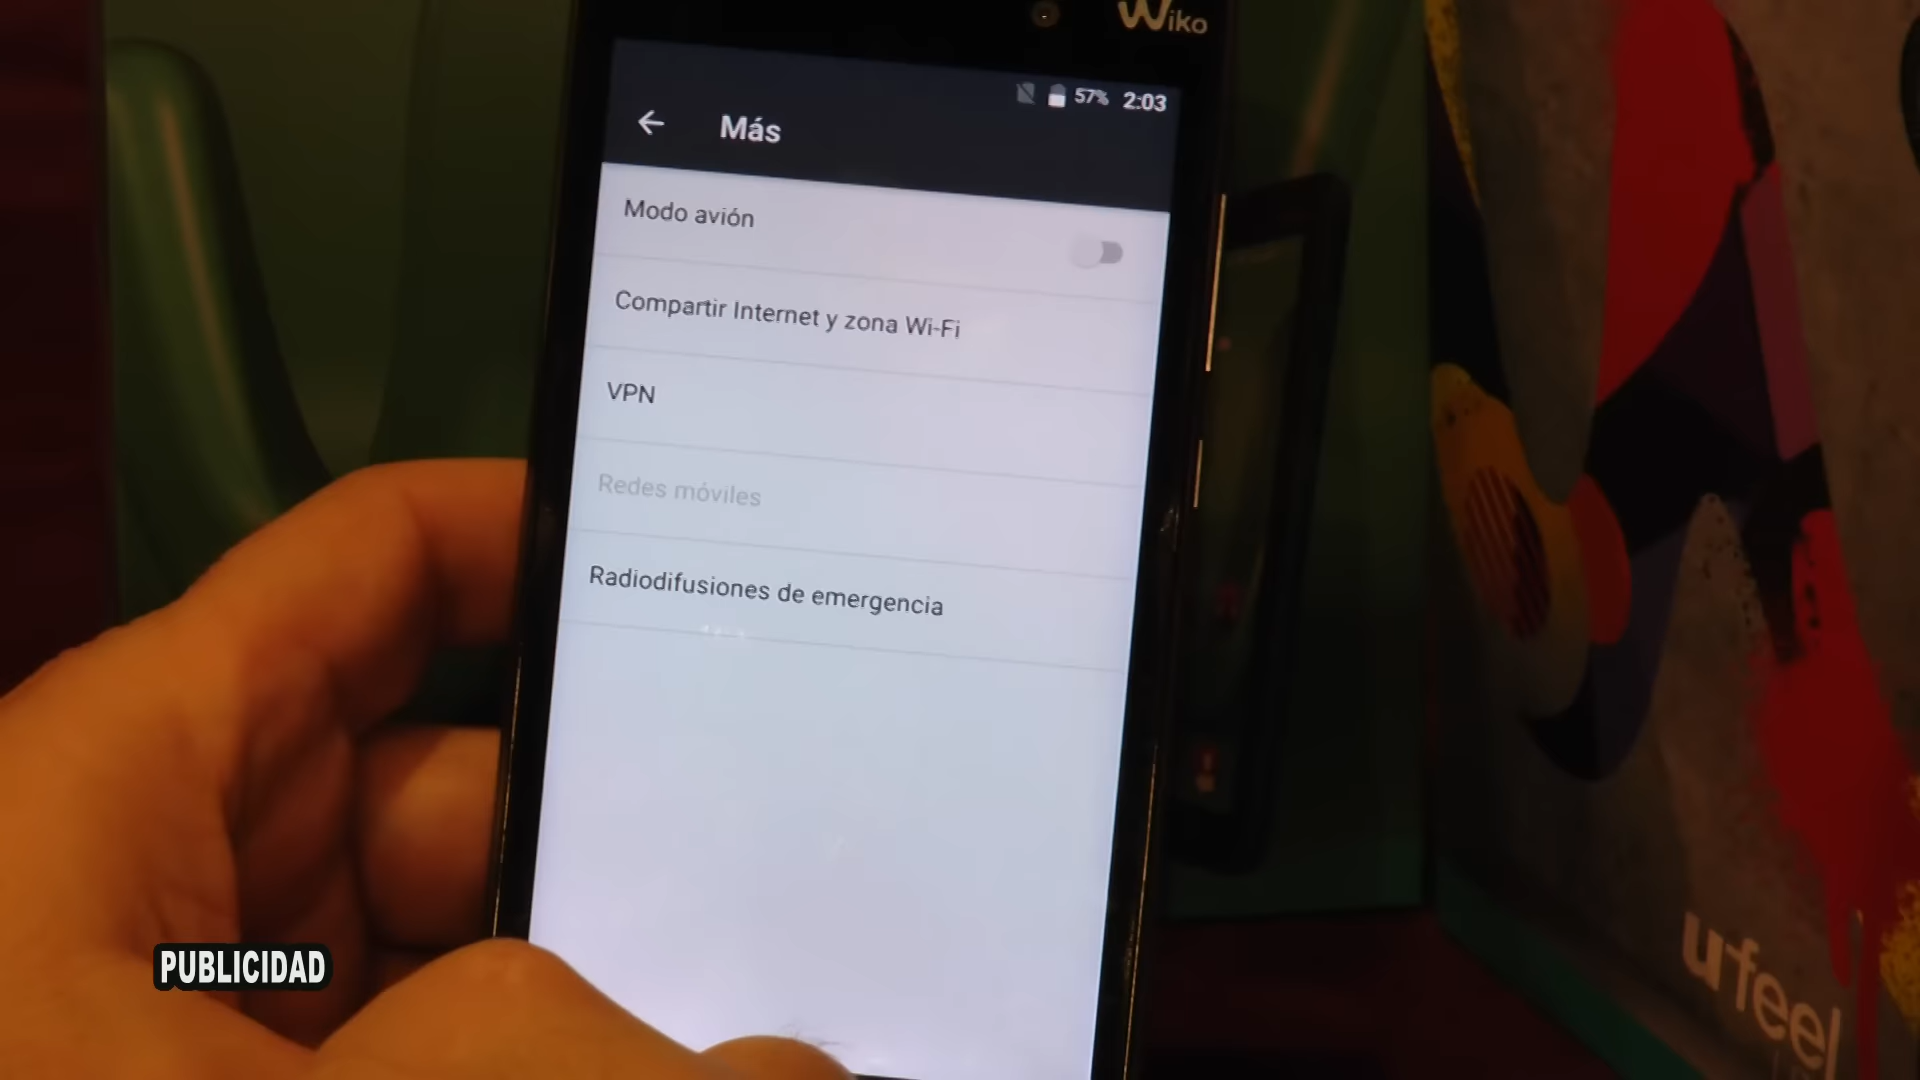 Wiko
57% 2:03
Más
Modo avión
Compartir Internet y zona Wi-Fi
VPN
Redes móviles
Radiodifusiones de emergencia
PUBLICIDAD
ufeel